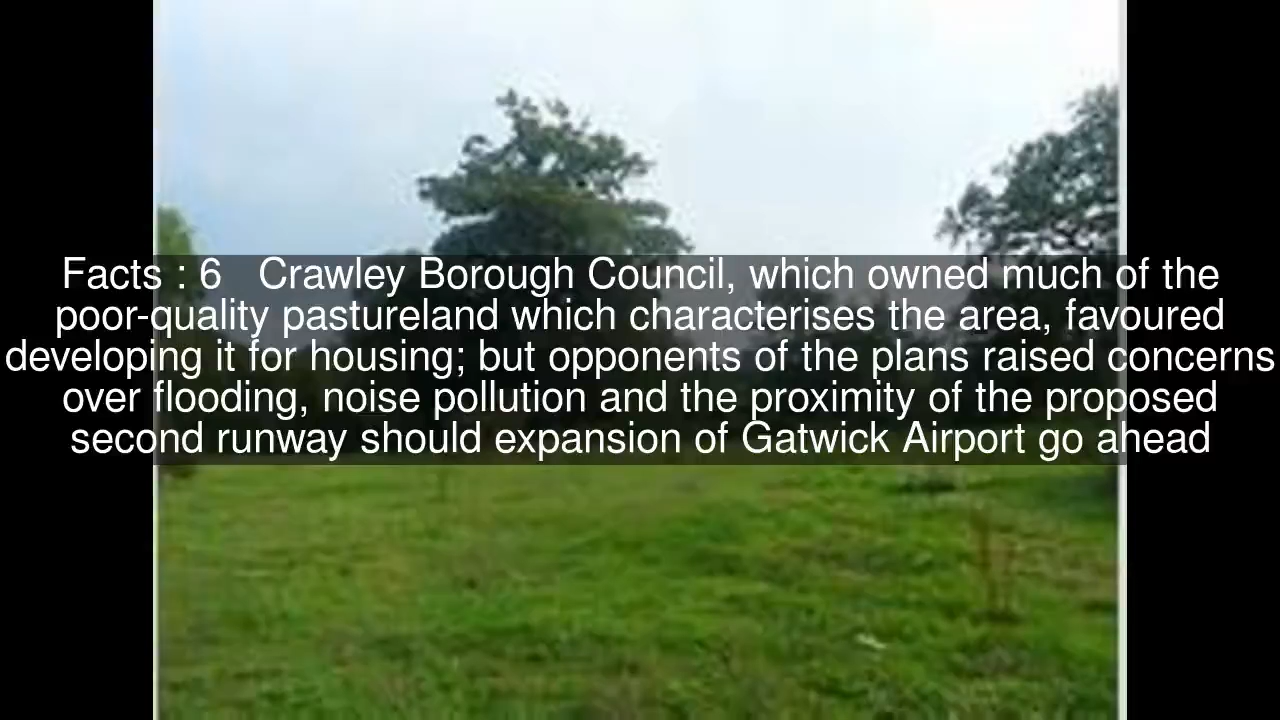 Facts : 6 Crawley Borough Council, which owned much of the
poor-quality pastureland which characterises the area, favoured
developing it for housing; but opponents of the plans raised concerns
over flooding, noise pollution and the proximity of the proposed
second runway should expansion of Gatwick Airport go ahead